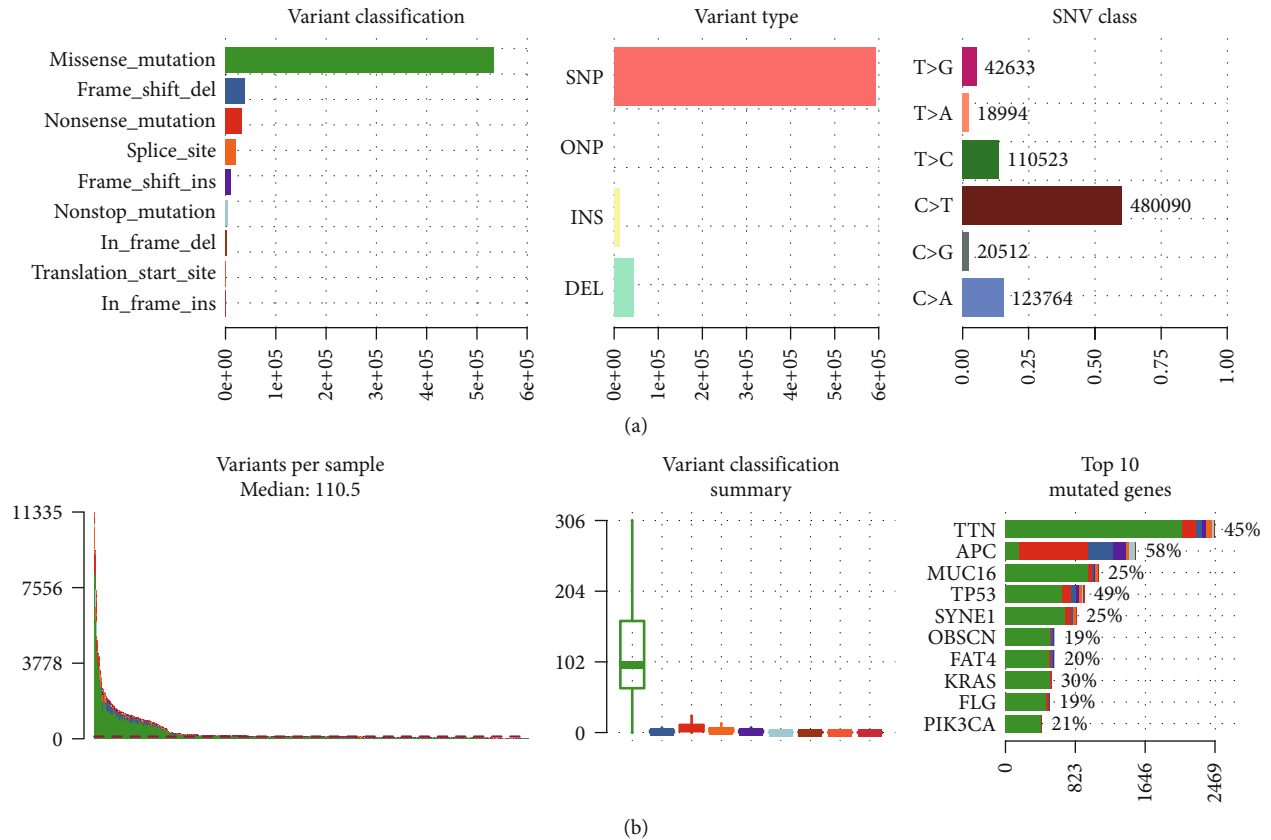 Variant classification
Missense_mutation
Frame_shift_del
Nonsense_mutation
Splice_site
Frame_shift_ins
Nonstop_mutation
In_frame_del
Translation_start_site
In_frame_ins
0e+00
1e+05
2e+05
3e+05
4e+05
5e+05
6e+05
Variant type
SNP
ONP
INS
DEL
0e+00
1e+05
2e+05
3e+05
4e+05
5e+05
6e+05
SNV class
T>G 42633
T>A 18994
T>C 110523
C>T 480090
C>G 20512
C>A 123764
0.00
0.25
0.50
0.75
1.00
(a)
Variants per sample
Median: 110.5
11335
7556
3778
0
Variant classification
summary
306
204
102
0
Top 10
mutated genes
TTN 45%
APC 58%
MUC16 25%
TP53 49%
SYNE1 25%
OBSCN 19%
FAT4 20%
KRAS 30%
FLG 19%
PIK3CA 21%
0
823
1646
2469
(b)